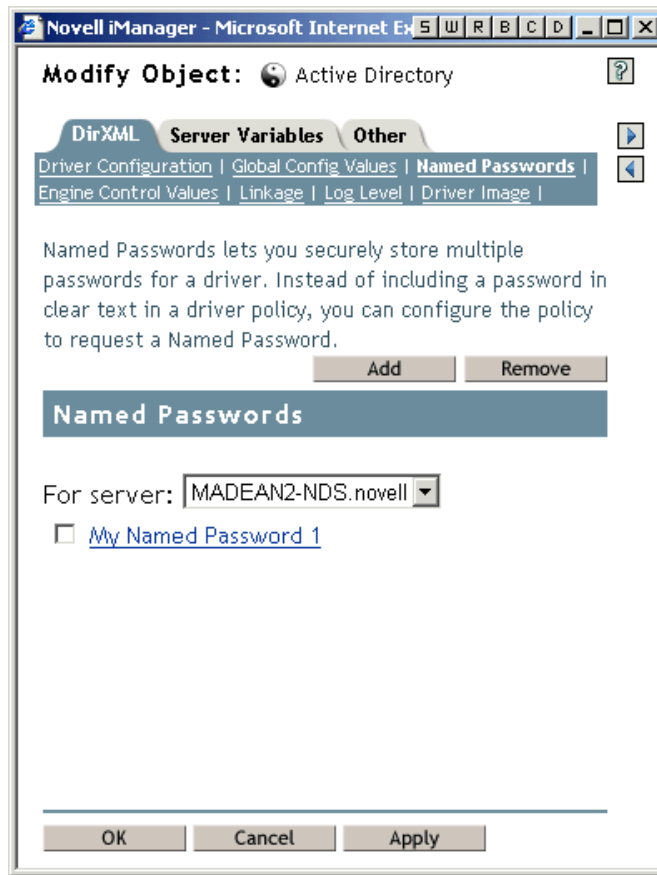 Novell iManager - Microsoft Internet Ex S W R B C D
Modify Object: Active Directory ?
DirXML Server Variables Other
Driver Configuration | Global Config Values | Named Passwords |
Engine Control Values | Linkage | Log Level | Driver Image |
Named Passwords lets you securely store multiple
passwords for a driver. Instead of including a password in
clear text in a driver policy, you can configure the policy
to request a Named Password.
Add Remove
Named Passwords
For server: MADEAN2-NDS.novell
My Named Password 1
OK Cancel Apply